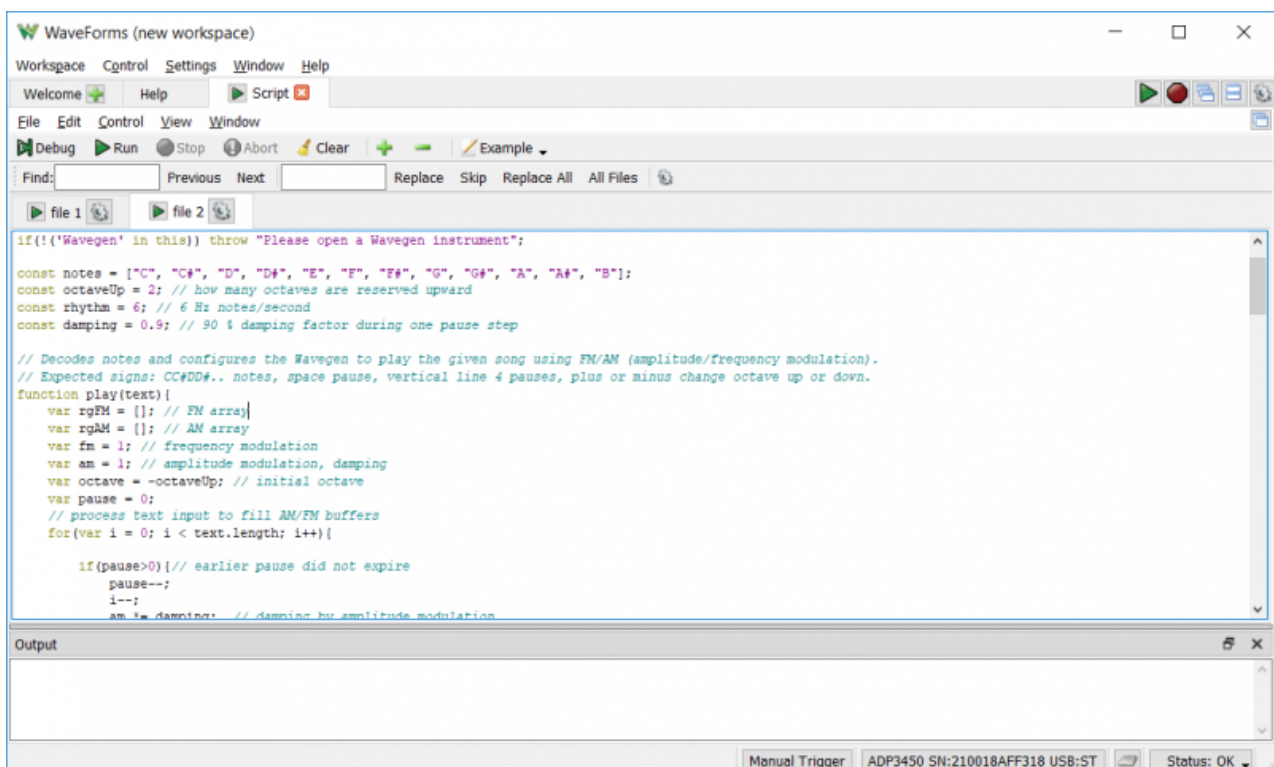 WaveForms (new workspace)
Workspace Control Settings Window Help
Welcome Help Script
File Edit Control View Window
Debug Run Stop Abort Clear Example
Find: Previous Next Replace Skip Replace All All Files
file 1 file 2
if(!('Wavegen' in this)) throw "Please open a Wavegen instrument";
const notes = ["C", "C#", "D", "D#", "E", "F", "F#", "G", "G#", "A", "A#", "B"];
const octaveUp = 2; // how many octaves are reserved upward
const rhythm = 6; // 6 Hz notes/second
const damping = 0.9; // 90 % damping factor during one pause step
// Decodes notes and configures the Wavegen to play the given song using FM/AM (amplitude/frequency modulation).
// Expected signs: CC#DD#.. notes, space pause, vertical line 4 pauses, plus or minus change octave up or down.
function play(text){
var rgFM = []; // FM array
var rgAM = []; // AM array
var fm = 1; // frequency modulation
var am = 1; // amplitude modulation, damping
var octave = -octaveUp; // initial octave
var pause = 0;
// process text input to fill AM/FM buffers
for(var i = 0; i < text.length; i++){
if(pause>0){// earlier pause did not expire
pause--;
i--;
am *= damping; // damping by amplitude modulation
Output
Manual Trigger ADP3450 SN:210018AFF318 USB:ST Status: OK